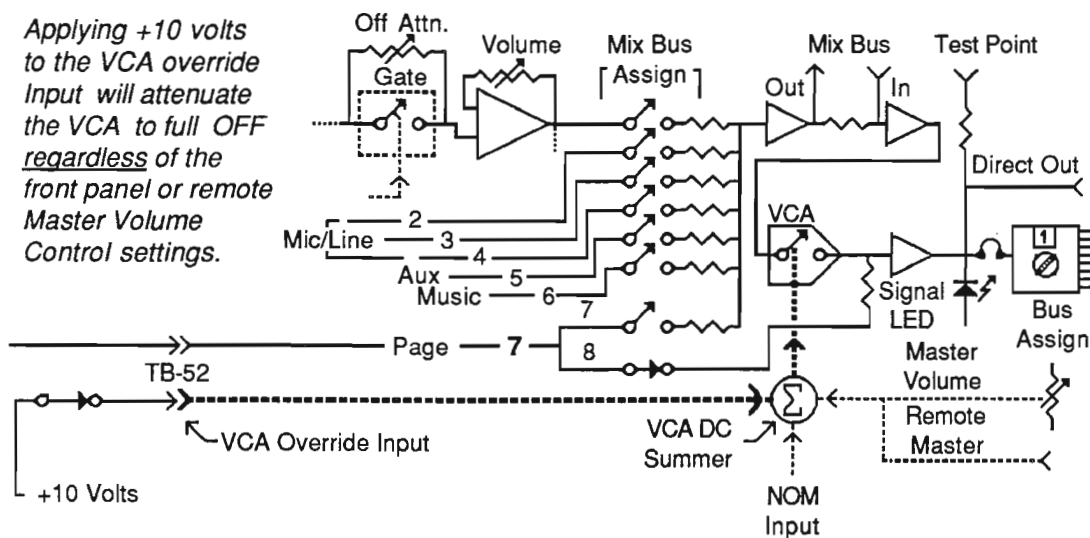 Applying +10 volts
to the VCA override
Input will attenuate
the VCA to full OFF
regardless of the
front panel or remote
Master Volume
Control settings.
Off Attn.
Gate
Volume
Mix Bus
Assign
Mix Bus
Out
In
Test Point
Direct Out
Mic/Line
2
3
4
Aux
5
Music
6
7
8
Page
7
VCA
Signal
LED
1
Bus
Assign
TB-52
VCA Override Input
+10 Volts
Σ
VCA DC
Summer
NOM
Input
Master
Volume
Remote
Master